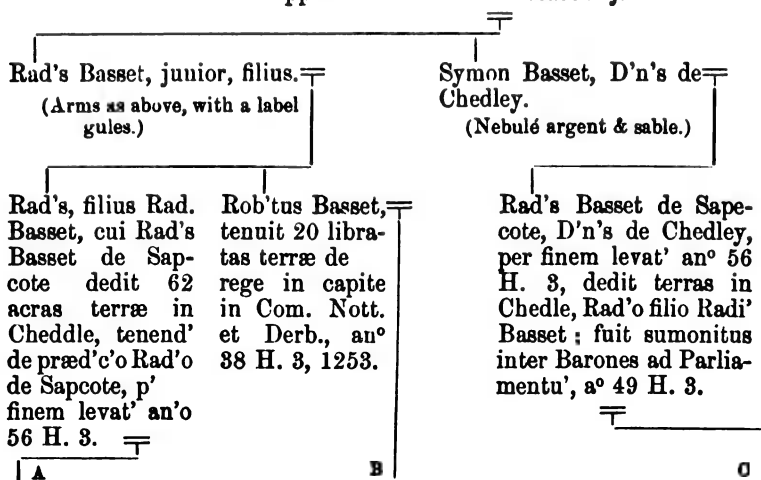 Rad's Basset, junior, filius.
(Arms as above, with a label
gules.)
Symon Basset, D'n's de
Chedley.
(Nebulé argent & sable.)
Rad's, filius Rad.
Basset, cui Rad's
Basset de Sap-
cote dedit 62
acras terræ in
Cheddle, tenend'
de præd'c'o Rad'o
de Sapcote, p'
finem levat' an'o
56 H. 3.
Rob'tus Basset,
tenuit 20 libra-
tas terræ de
rege in capite
in Com. Nott.
et Derb., anº
38 H. 3, 1253.
Rad's Basset de Sape-
cote, D'n's de Chedley,
per finem levat' anº 56
H. 3, dedit terras in
Chedle, Rad'o filio Radi'
Basset; fuit sumonitus
inter Barones ad Parlia-
mentu', aº 49 H. 3.
A
B
C